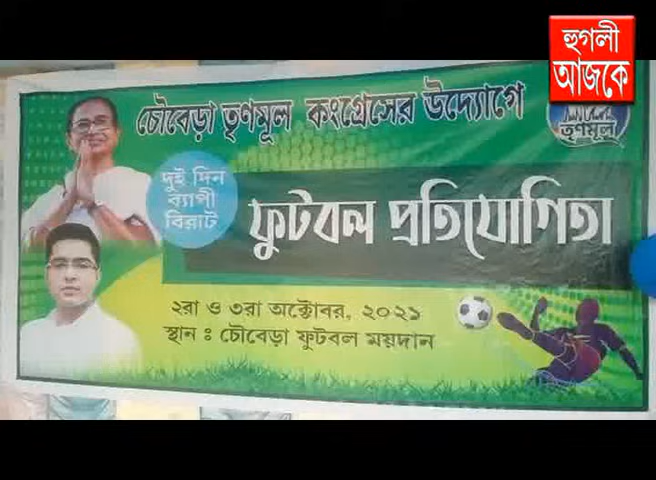 হুগলী
আজকে
চৌবেড়া তৃণমূল কংগ্রেসের উদ্যোগে
তৃণমূল
দুই দিন
ব্যাপী
বিরাট
ফুটবল প্রতিযোগিতা
২রা ও ৩রা অক্টোবর, ২০২১
স্থান : চৌবেড়া ফুটবল ময়দান